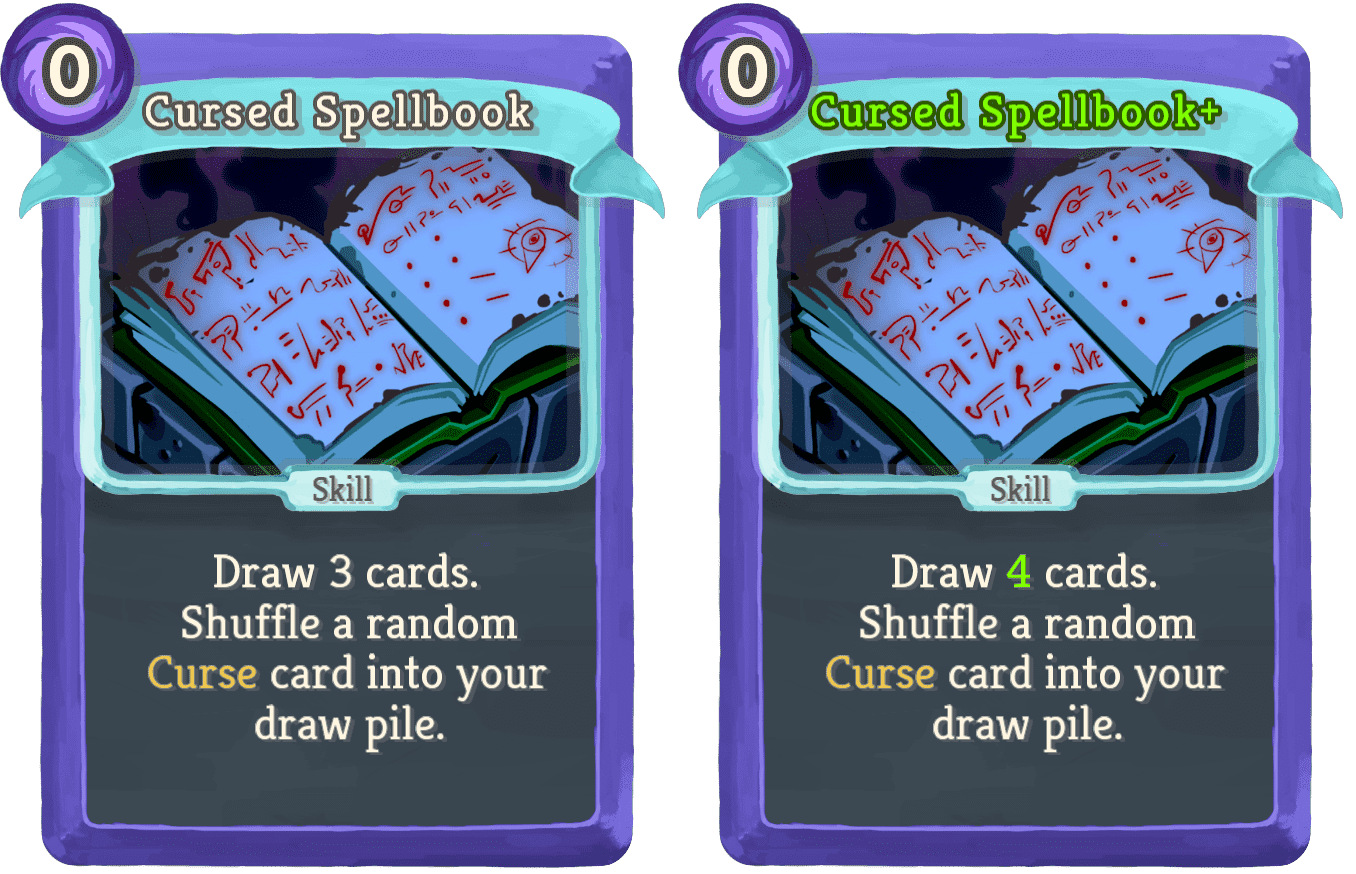 0
Cursed Spellbook
Skill
Draw 3 cards.
Shuffle a random
Curse card into your
draw pile.
0
Cursed Spellbook+
Skill
Draw 4 cards.
Shuffle a random
Curse card into your
draw pile.